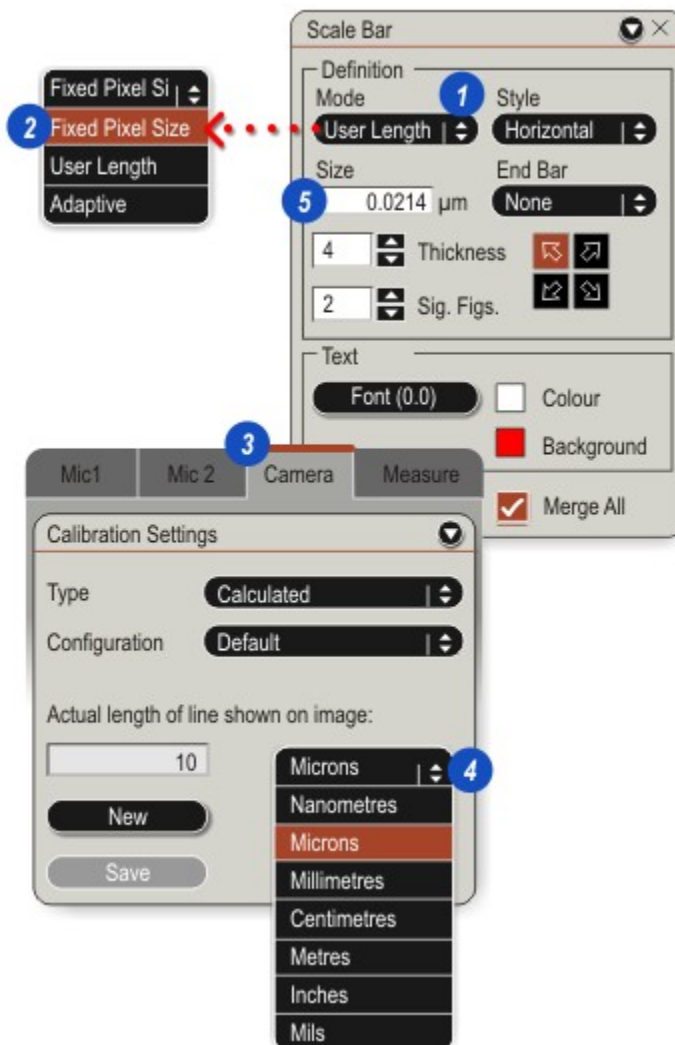 Scale Bar
Definition
Mode 1 Style
User Length Horizontal
Fixed Pixel Si
2 Fixed Pixel Size
User Length
Adaptive
Size End Bar
5 0.0214 µm None
4 Thickness
2 Sig. Figs.
Text
Font (0.0) Colour
Background
Merge All
3
Mic1 Mic 2 Camera Measure
Calibration Settings
Type Calculated
Configuration Default
Actual length of line shown on image:
10 Microns 4
New
Save
Nanometres
Microns
Millimetres
Centimetres
Metres
Inches
Mils